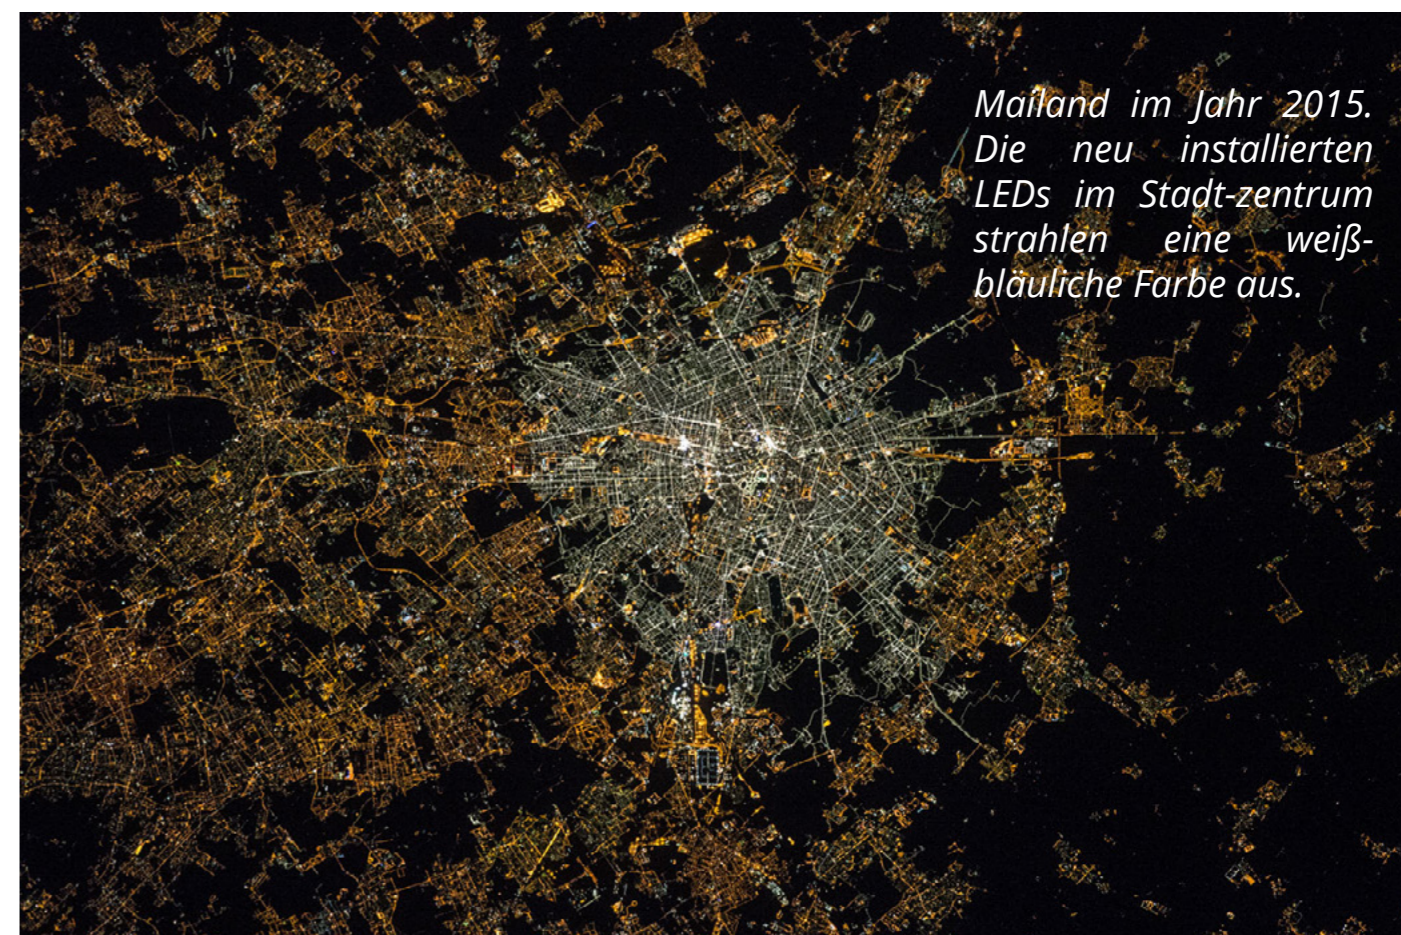 Mailand im Jahr 2015.
Die neu installierten
LEDs im Stadt-zentrum
strahlen eine weiß-
bläuliche Farbe aus.